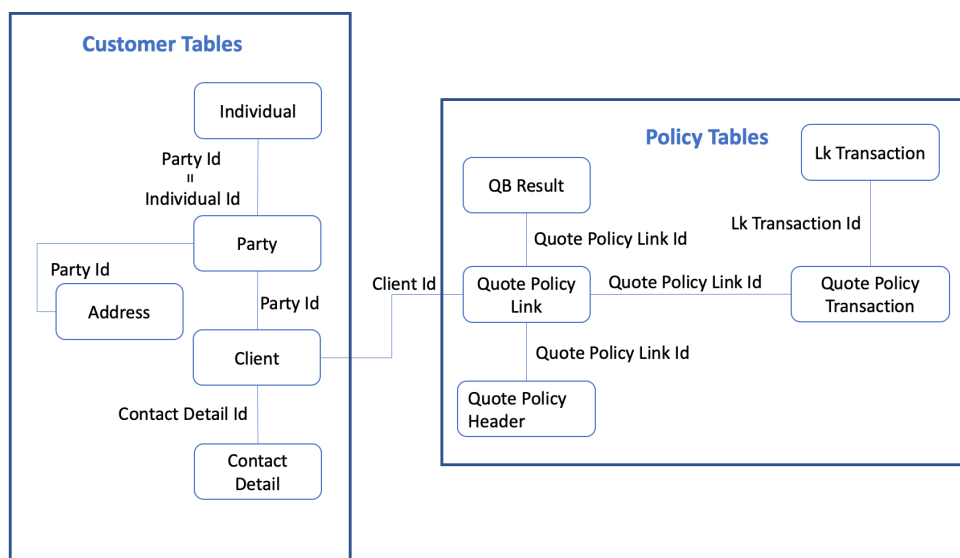 Customer Tables
Individual
Party Id
=
Individual Id
Party
Party Id
Address
Party Id
Client
Contact Detail Id
Contact
Detail
Client Id
Policy Tables
Lk Transaction
QB Result
Lk Transaction Id
Quote Policy Link Id
Quote Policy
Link
Quote Policy Link Id
Quote Policy
Transaction
Quote Policy Link Id
Quote Policy
Header